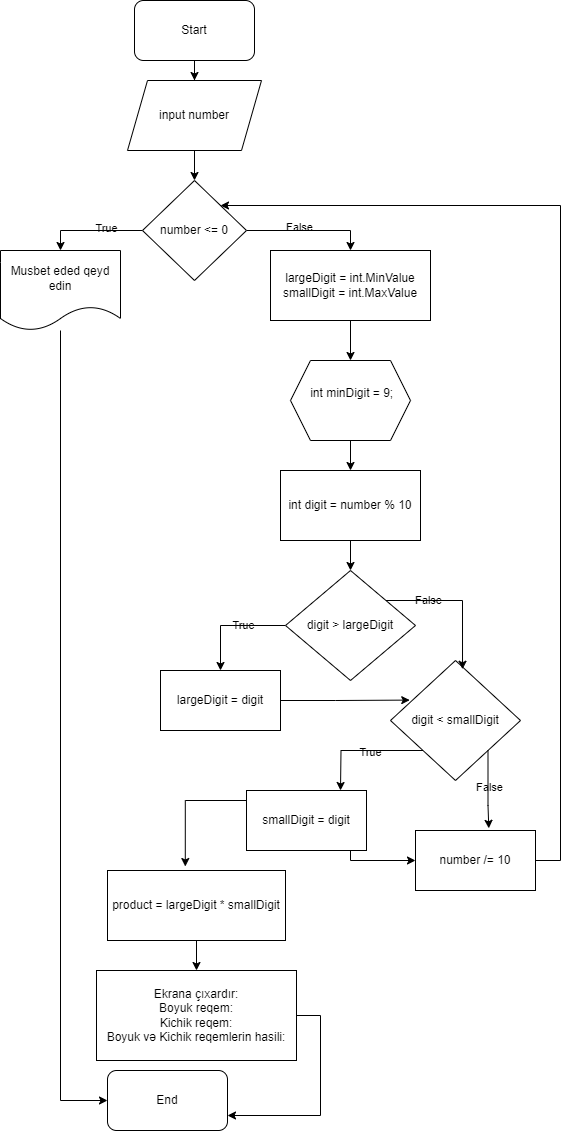 Start
input number
number <= 0
True
False
Musbet eded qeyd
edin
largeDigit = int.MinValue
smallDigit = int.MaxValue
int minDigit = 9;
int digit = number % 10
digit > largeDigit
True
False
largeDigit = digit
digit < smallDigit
True
False
smallDigit = digit
number /= 10
product = largeDigit * smallDigit
Ekrana çıxardır:
Boyuk reqem:
Kichik reqem:
Boyuk və Kichik reqemlerin hasili:
End